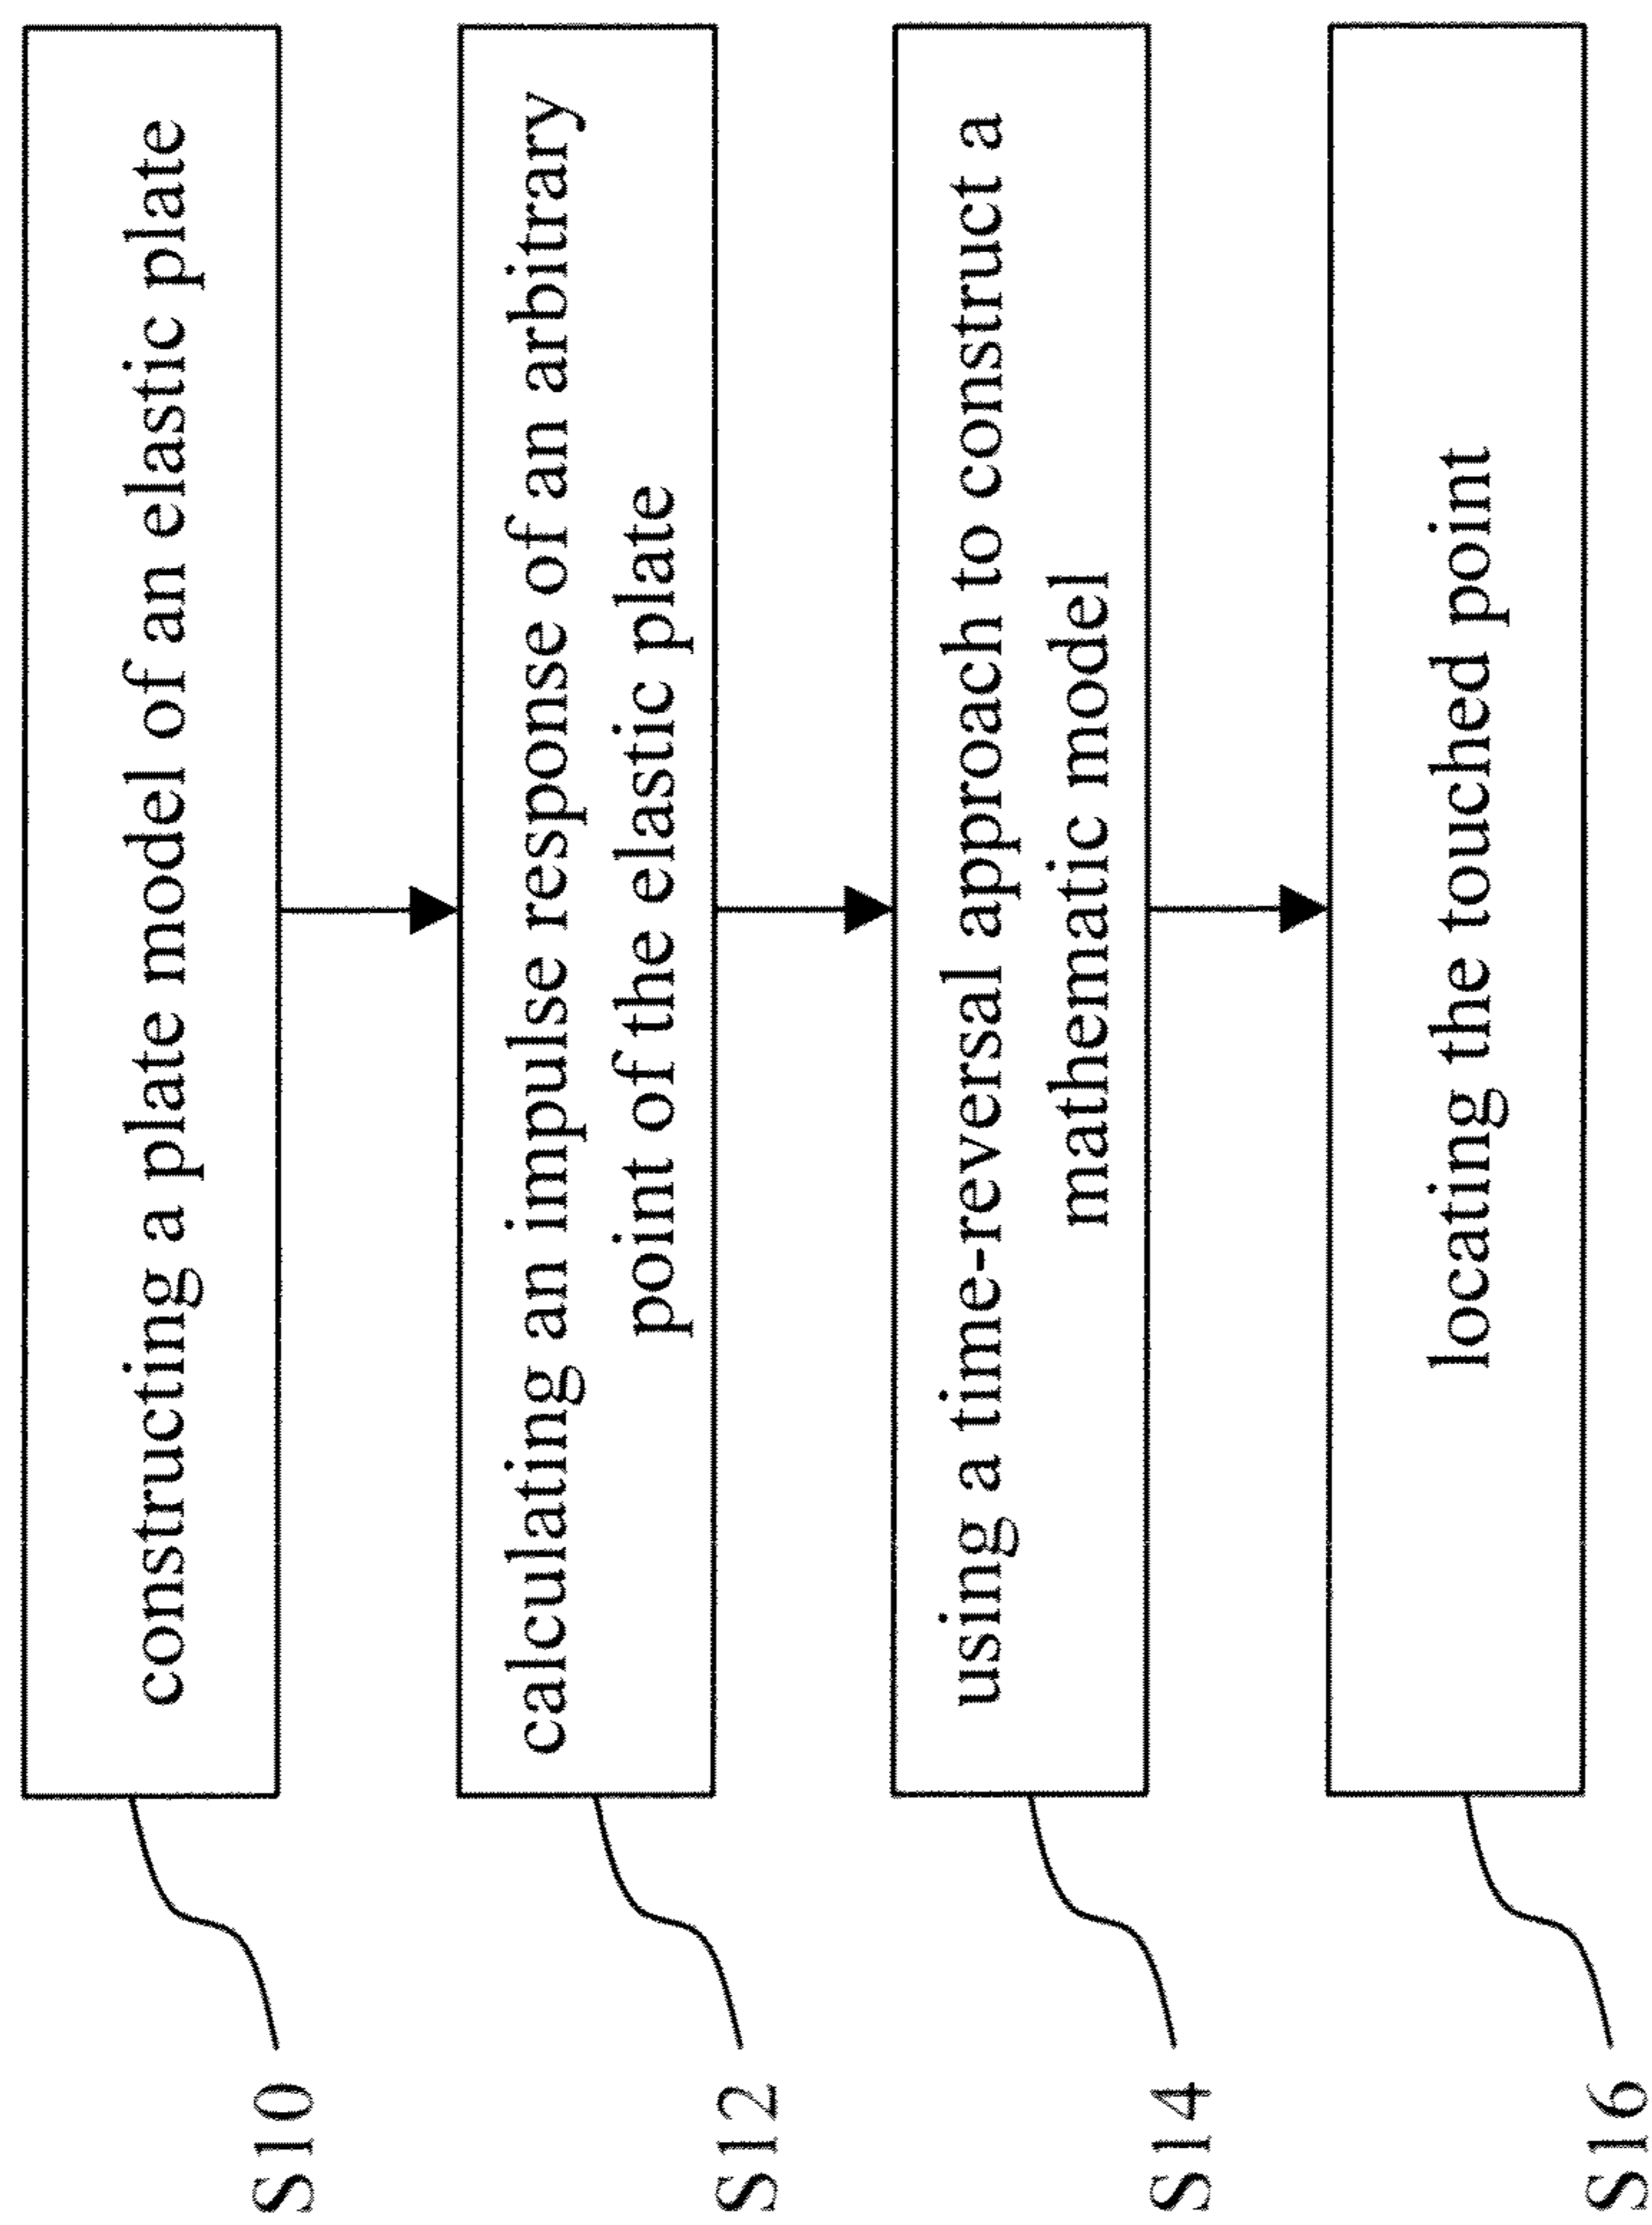 constructing a plate model of an elastic plate
S10
calculating an impulse response of an arbitrary
point of the elastic plate
S12
using a time-reversal approach to construct a
mathematic model
S14
locating the touched point
S16